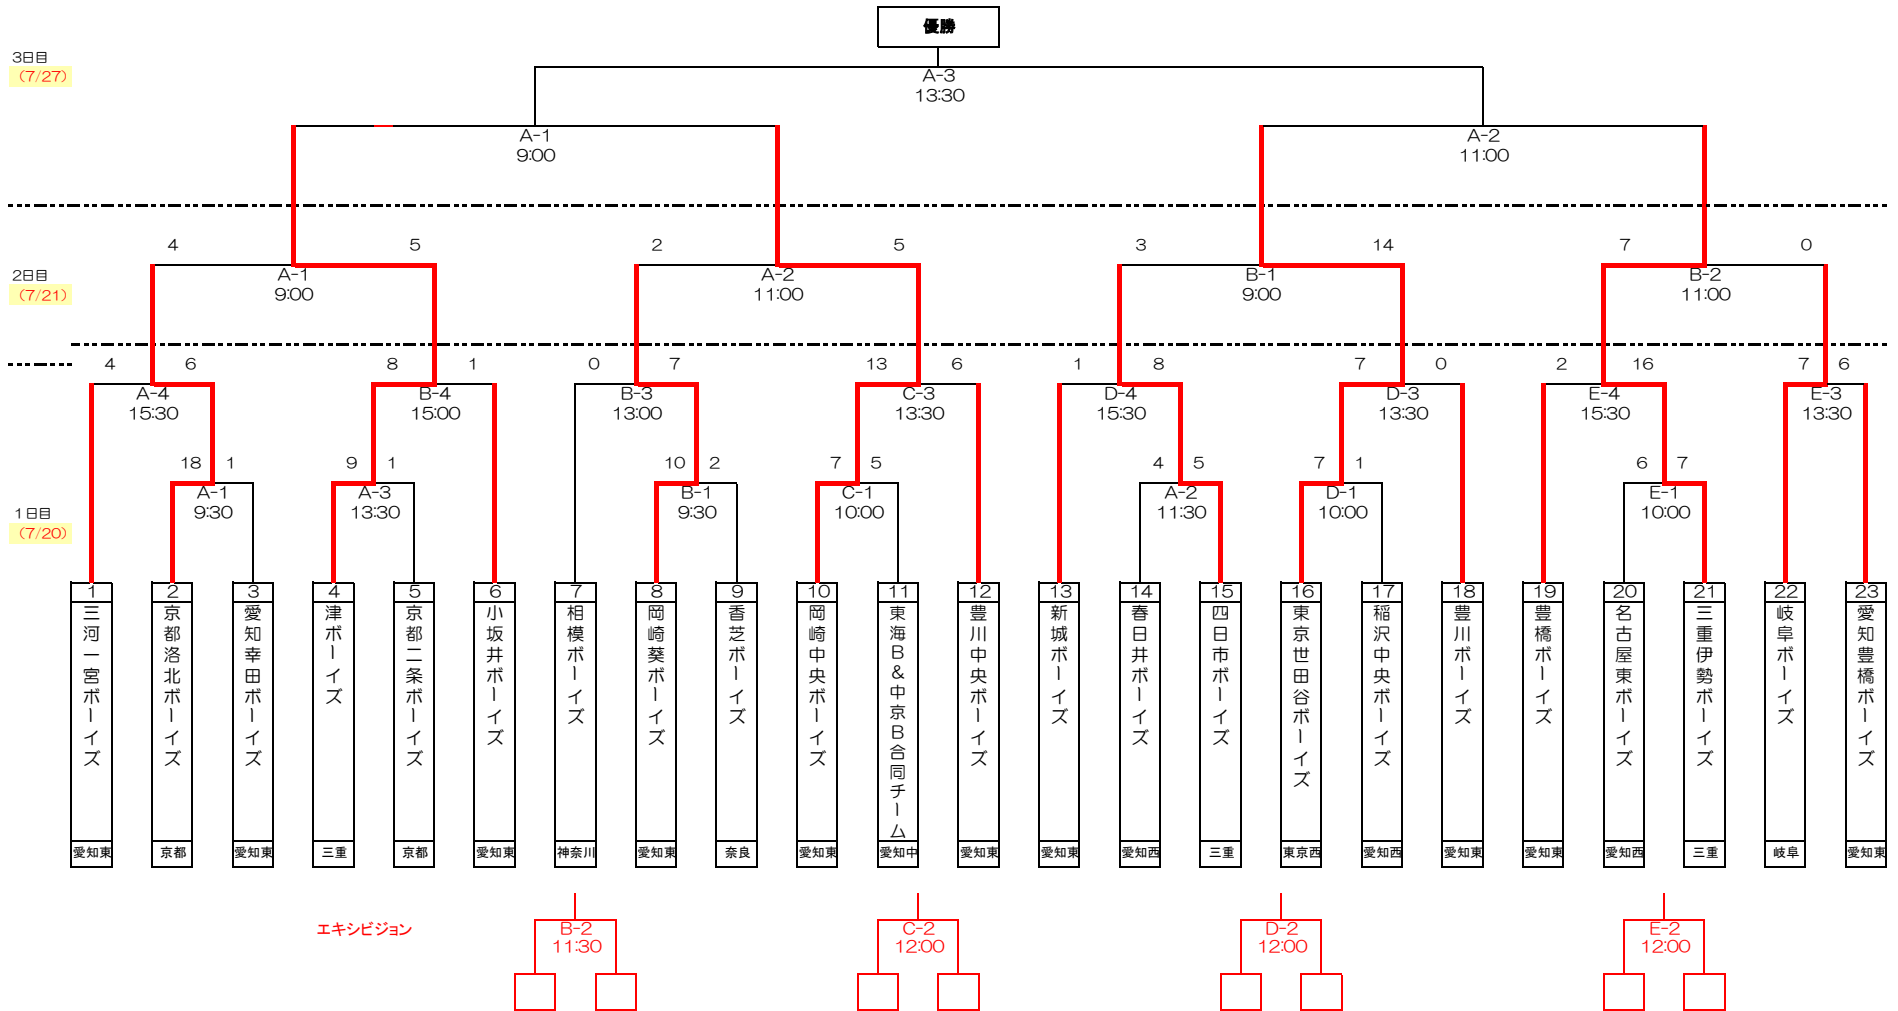 優勝
3日目
（7/27）
A-3
13:30
A-1
9:00
A-2
11:00
4 5 2 5 3 14 7 0
2日目
（7/21）
A-1
9:00
A-2
11:00
B-1
9:00
B-2
11:00
4 6 8 1 0 7 13 6 1 8 7 0 2 16 7 6
A-4
15:30
B-4
15:00
B-3
13:00
C-3
13:30
D-4
15:30
D-3
13:30
E-4
15:30
E-3
13:30
18 1 9 1 10 2 7 5 4 5 7 1 6 7
A-1
9:30
A-3
13:30
B-1
9:30
C-1
10:00
A-2
11:30
D-1
10:00
E-1
10:00
1日目
（7/20）
1
三河一宮ボーイズ
愛知東
2
京都洛北ボーイズ
京都
3
愛知幸田ボーイズ
愛知東
4
津ボーイズ
三重
5
京都二条ボーイズ
京都
6
小坂井ボーイズ
愛知東
7
相模ボーイズ
神奈川
8
岡崎葵ボーイズ
愛知東
9
香芝ボーイズ
奈良
10
岡崎中央ボーイズ
愛知東
11
東海B&中京B合同チーム
愛知中
12
豊川中央ボーイズ
愛知東
13
新城ボーイズ
愛知東
14
春日井ボーイズ
愛知西
15
四日市ボーイズ
三重
16
東京世田谷ボーイズ
東京西
17
稲沢中央ボーイズ
愛知西
18
豊川ボーイズ
愛知東
19
豊橋ボーイズ
愛知東
20
名古屋東ボーイズ
愛知西
21
三重伊勢ボーイズ
三重
22
岐阜ボーイズ
岐阜
23
愛知豊橋ボーイズ
愛知東
エキシビジョン
B-2
11:30
C-2
12:00
D-2
12:00
E-2
12:00